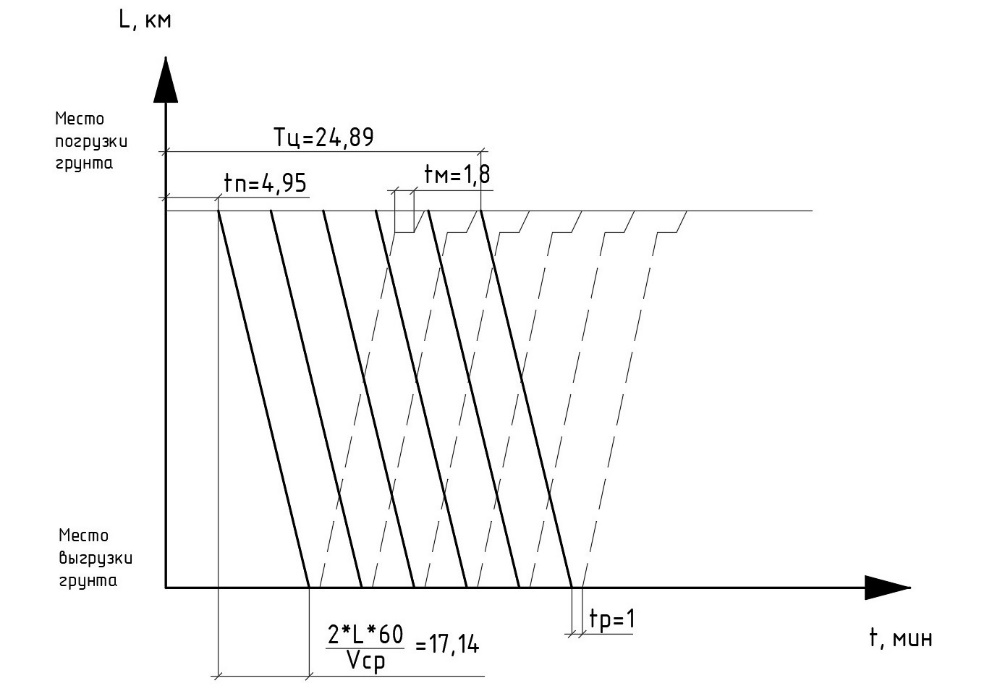 L, км
Место
погрузки
грунта
Тц=24,89
tп=4,95
tм=1,8
Место
выгрузки
грунта
tр=1
t, мин
2*L*60
Vср
=17,14